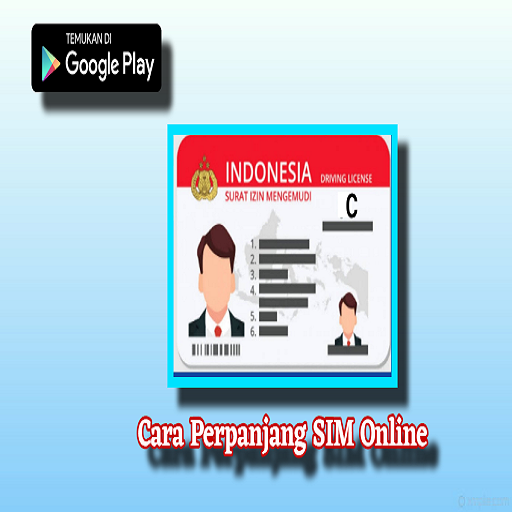 TEMUKAN DI
Google Play
INDONESIA DRIVING LICENSE
SURAT IZIN MENGEMUDI
C
1.
2.
3.
4.
5.
6.
Cara Perpanjang SIM Online